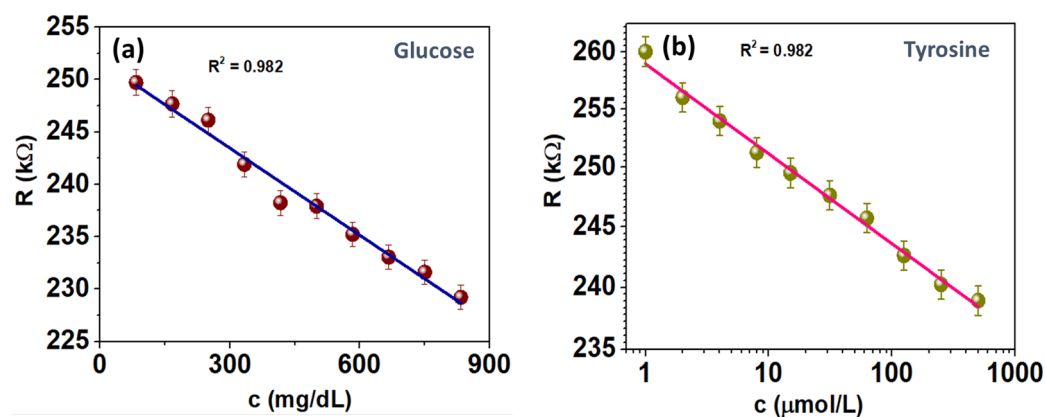 (a)
Glucose
R² = 0.982
255
250
245
240
235
230
225
R (kΩ)
0
300
600
900
c (mg/dL)
(b)
Tyrosine
R² = 0.982
260
255
250
245
240
235
R (kΩ)
1
10
100
1000
c (μmol/L)